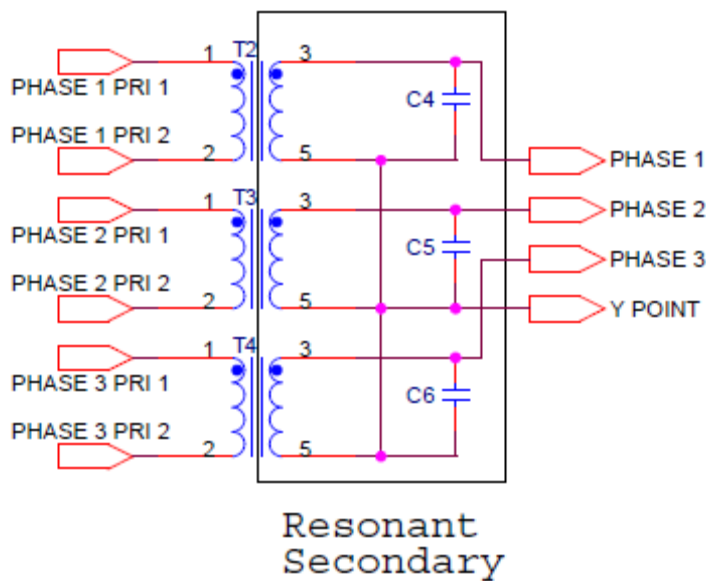 1 T2 3
PHASE 1 PRI 1
C4
PHASE 1 PRI 2
2 5
PHASE 1
1 T3 3
PHASE 2
PHASE 2 PRI 1
C5
PHASE 3
PHASE 2 PRI 2
2 5
Y POINT
1 T4 3
PHASE 3 PRI 1
C6
PHASE 3 PRI 2
2 5
Resonant
Secondary